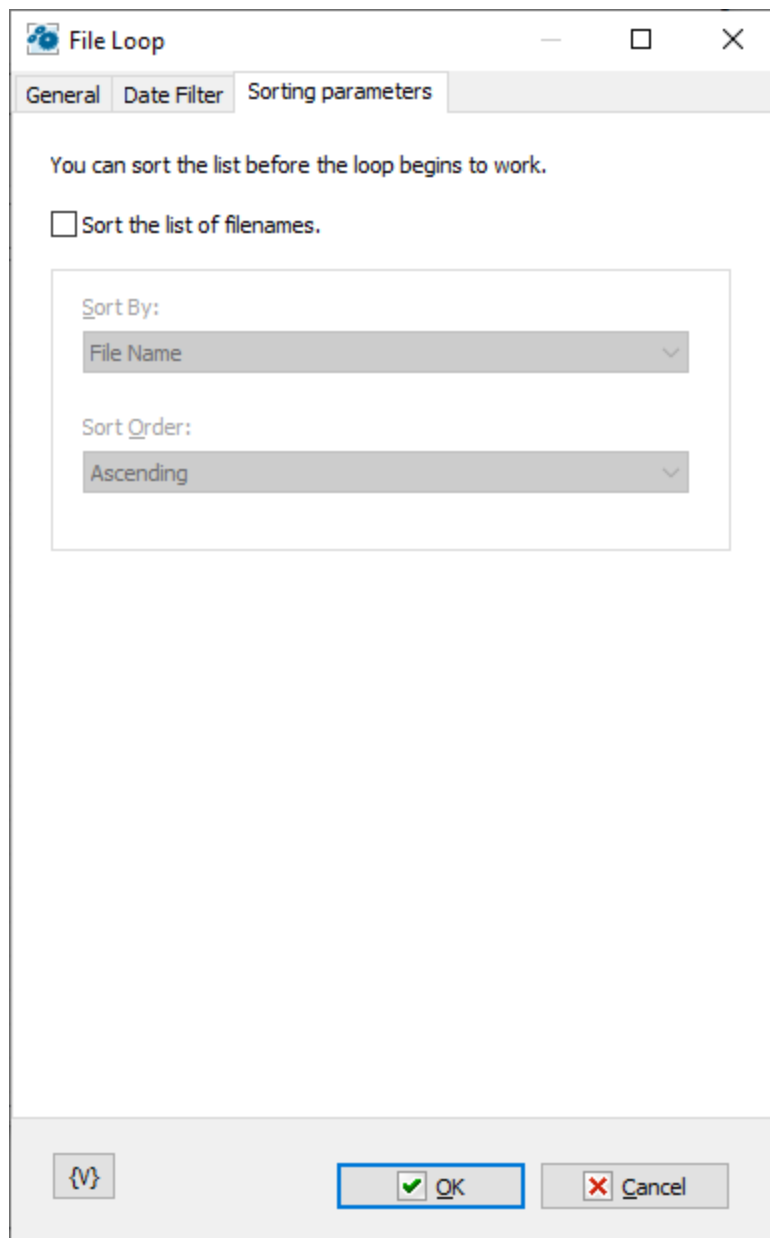 File Loop
General Date Filter Sorting parameters
You can sort the list before the loop begins to work.
Sort the list of filenames.
Sort By:
File Name
Sort Order:
Ascending
{V} OK Cancel